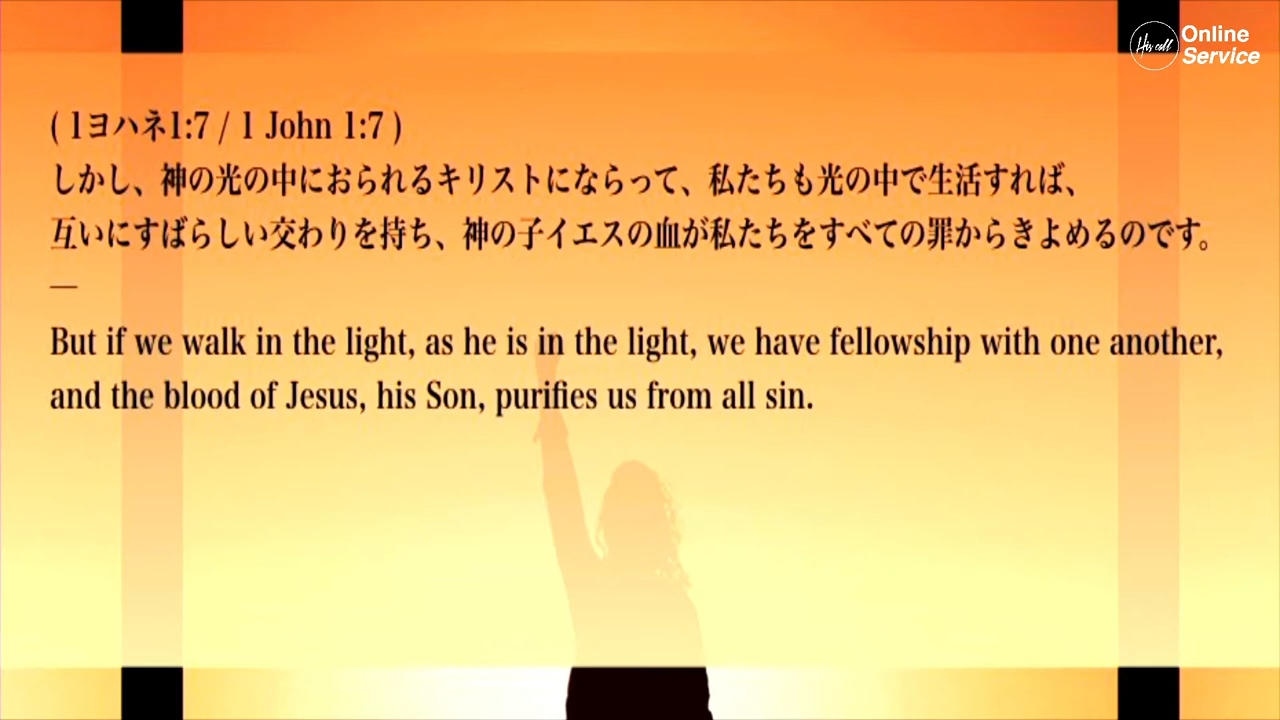 His call
Online
Service
( 1ヨハネ1:7 / 1 John 1:7 )
しかし、神の光の中におられるキリストにならって、私たちも光の中で生活すれば、
互いにすばらしい交わりを持ち、神の子イエスの血が私たちをすべての罪からきよめるのです。
—
But if we walk in the light, as he is in the light, we have fellowship with one another,
and the blood of Jesus, his Son, purifies us from all sin.